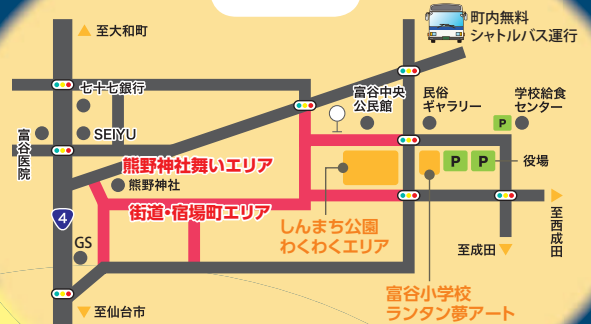 至大和町
町内無料
シャトルバス運行
七十七銀行
富谷中央
公民館
民俗
ギャラリー
学校給食
センター
P
富谷医院
SEIYU
熊野神社舞いエリア
P
P
役場
熊野神社
街道・宿場町エリア
4
しんまち公園
わくわくエリア
至西成田
GS
至成田
富谷小学校
ランタン夢アート
至仙台市